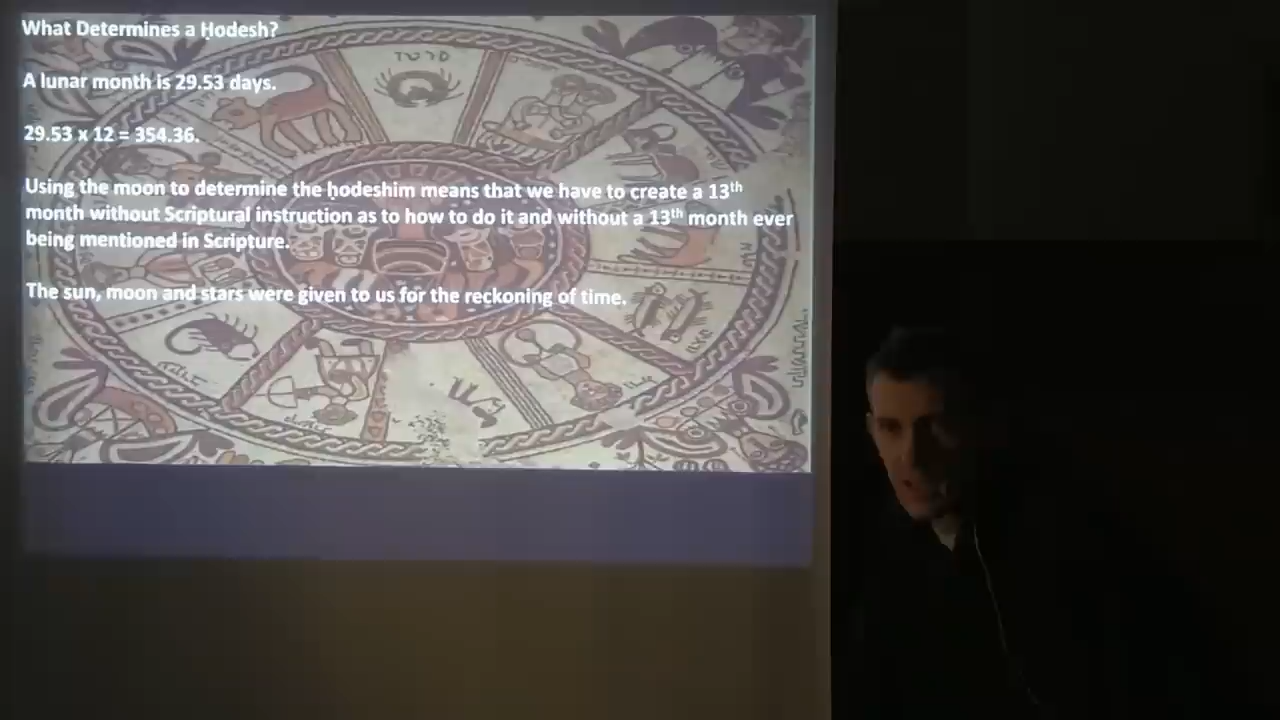 What Determines a Ḥodesh?
A lunar month is 29.53 days.
29.53 x 12 = 354.36.
Using the moon to determine the ḥodeshim means that we have to create a 13th
month without Scriptural instruction as to how to do it and without a 13th month ever
being mentioned in Scripture.
The sun, moon and stars were given to us for the reckoning of time.
סרטן